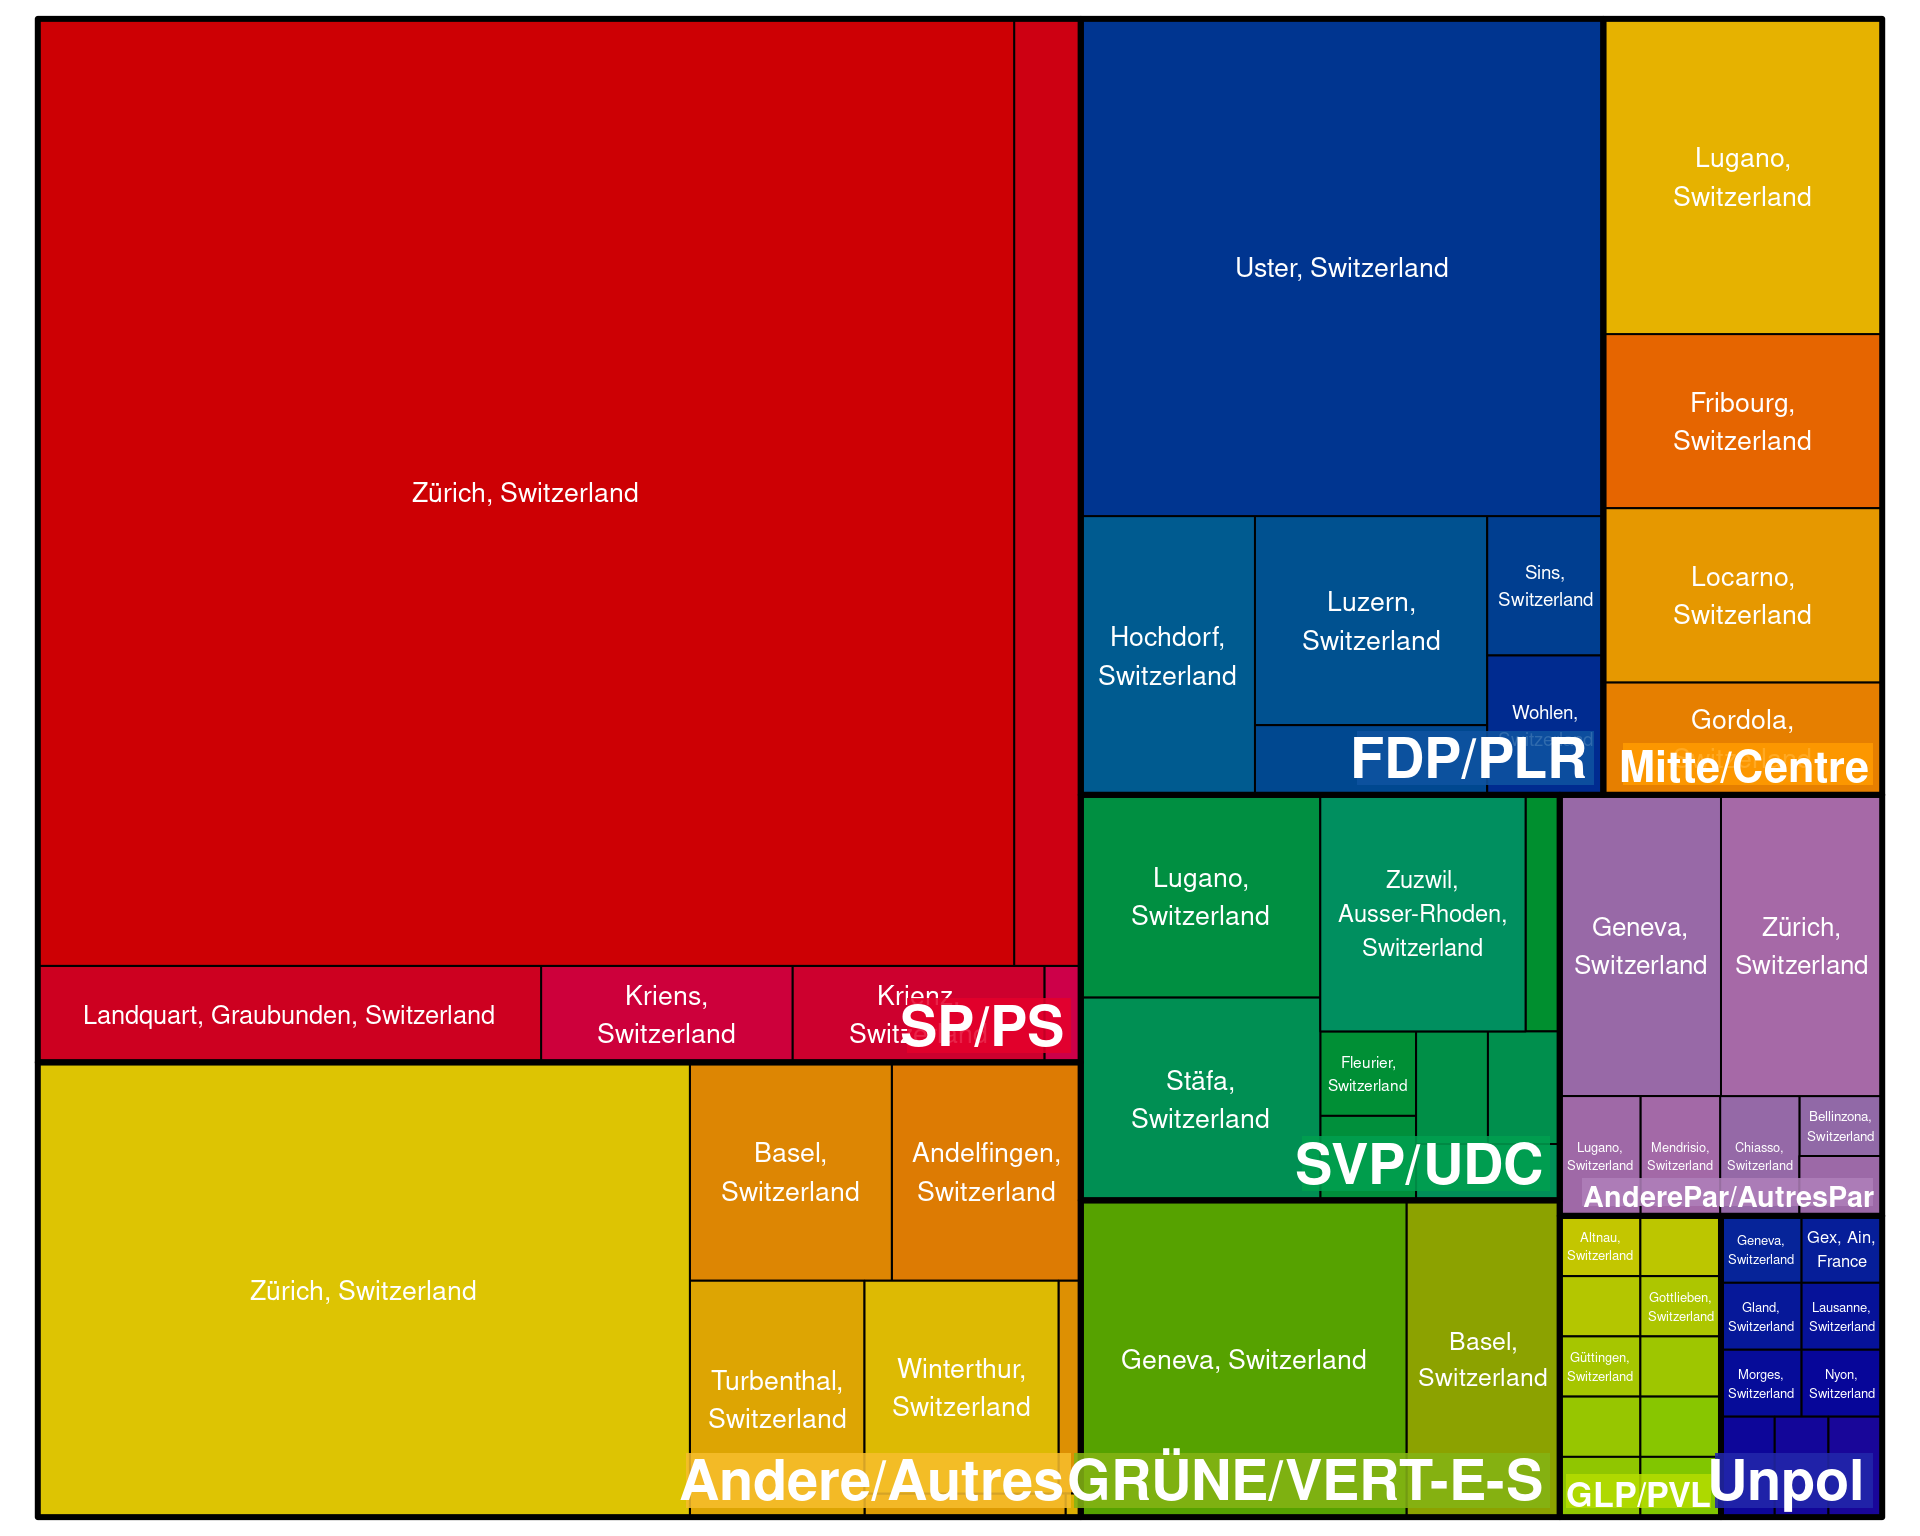 Zürich, Switzerland
Landquart, Graubunden, Switzerland
Kriens,
Switzerland
Krienz,
Switzerland
SP/PS
Uster, Switzerland
Hochdorf,
Switzerland
Luzern,
Switzerland
Sins,
Switzerland
Wohlen,
Switzerland
FDP/PLR
Lugano,
Switzerland
Fribourg,
Switzerland
Locarno,
Switzerland
Gordola,
Switzerland
Mitte/Centre
Zürich, Switzerland
Basel,
Switzerland
Andelfingen,
Switzerland
Turbenthal,
Switzerland
Winterthur,
Switzerland
Andere/Autres
Lugano,
Switzerland
Zuzwil,
Ausser-Rhoden,
Switzerland
Stäfa,
Switzerland
Fleurier,
Switzerland
SVP/UDC
Geneva, Switzerland
Basel,
Switzerland
GRÜNE/VERT-E-S
Geneva,
Switzerland
Zürich,
Switzerland
Lugano,
Switzerland
Mendrisio,
Switzerland
Chiasso,
Switzerland
Bellinzona,
Switzerland
AnderePar/AutresPar
Altnau,
Switzerland
Gottlieben,
Switzerland
Güttingen,
Switzerland
GLP/PVL
Geneva,
Switzerland
Gex, Ain,
France
Gland,
Switzerland
Lausanne,
Switzerland
Morges,
Switzerland
Nyon,
Switzerland
Unpol